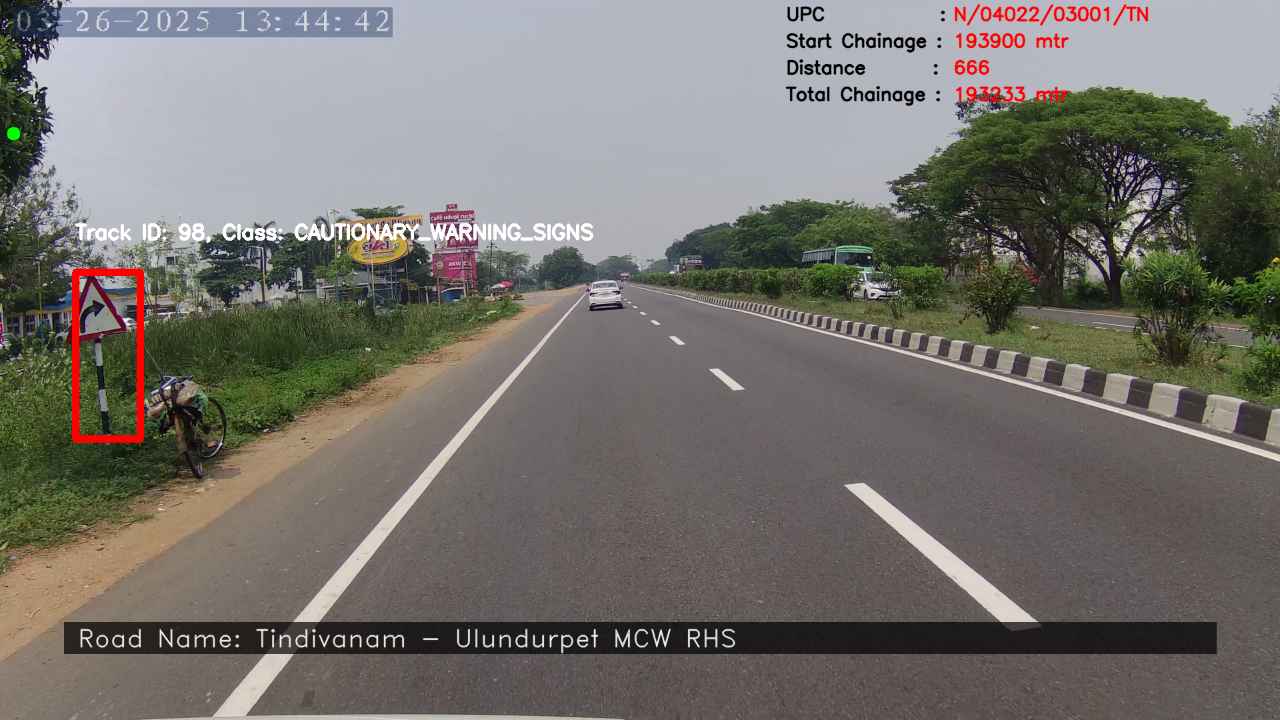 03-26-2025 13:44:42
UPC : N/04022/03001/TN
Start Chainage : 193900 mtr
Distance : 666
Total Chainage : 193233 mtr
Track ID: 98, Class: CAUTIONARY_WARNING_SIGNS
Road Name: Tindivanam - Ulundurpet MCW RHS